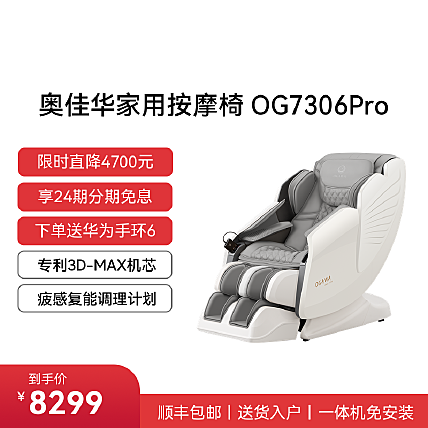 奥佳华家用按摩椅 OG7306Pro
限时直降4700元
享24期分期免息
下单送华为手环6
专利3D-MAX机芯
疲感复能调理计划
OGAWA
到手价
¥8299
顺丰包邮｜送货入户｜一体机免安装